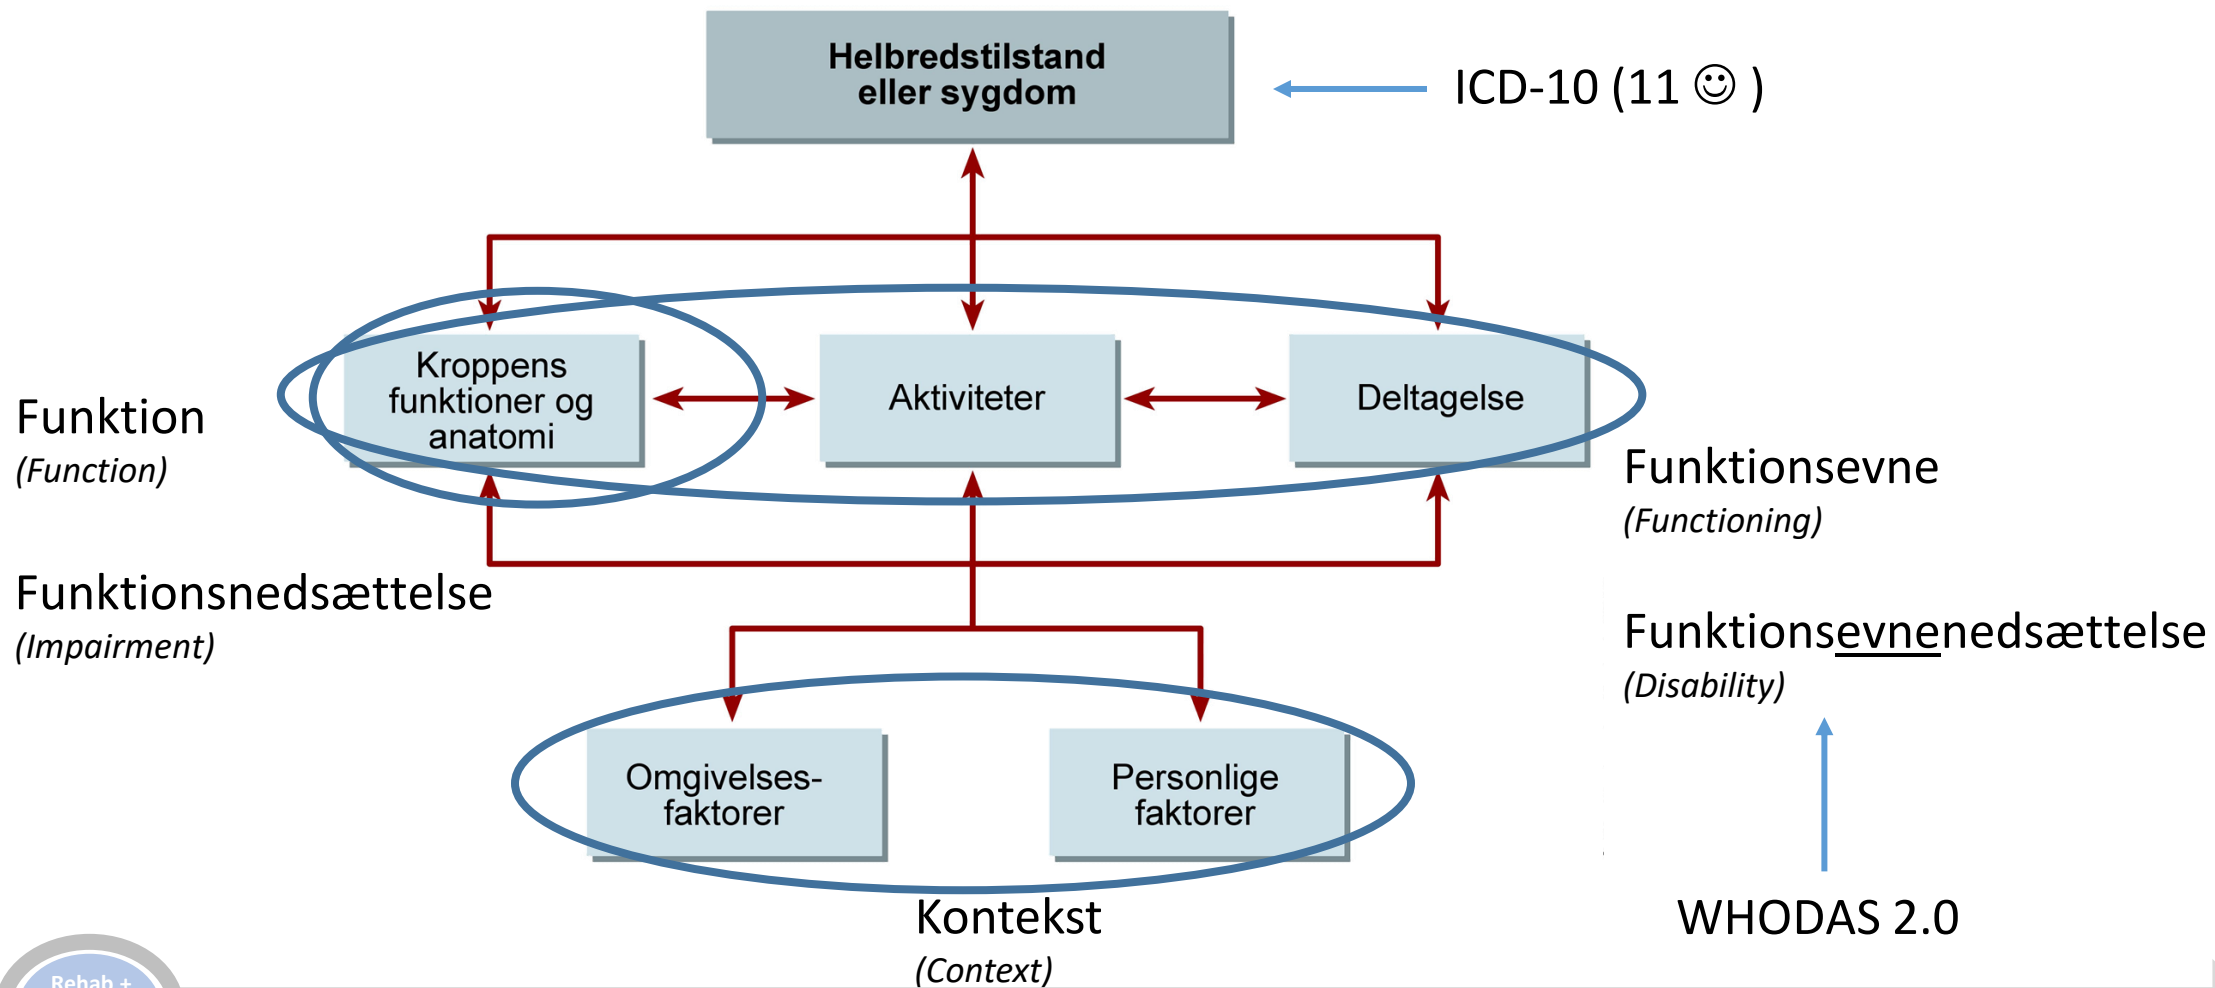 Helbredstilstand
eller sygdom
ICD-10 (11 ☺ )
Kroppens
funktioner og
anatomi
Aktiviteter
Deltagelse
Funktion
(Function)
Funktionsevne
(Functioning)
Funktionsnedsættelse
(Impairment)
Funktionsevnenedsættelse
(Disability)
Omgivelses-
faktorer
Personlige
faktorer
Kontekst
(Context)
WHODAS 2.0
Rehab +